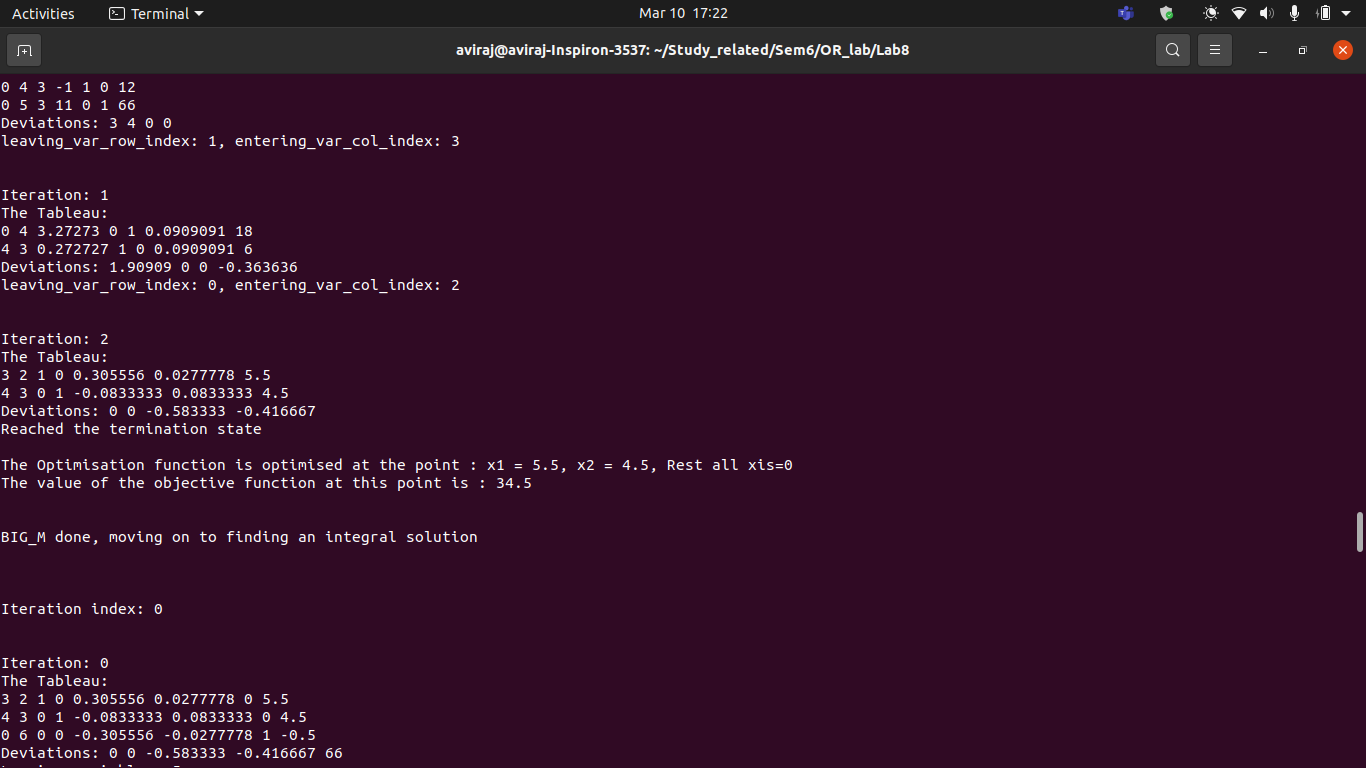 Activities Terminal Mar 10 17:22
aviraj@aviraj-Inspiron-3537: ~/Study_related/Sem6/OR_lab/Lab8
0 4 3 -1 1 0 12
0 5 3 11 0 1 66
Deviations: 3 4 0 0
leaving_var_row_index: 1, entering_var_col_index: 3
Iteration: 1
The Tableau:
0 4 3.27273 0 1 0.0909091 18
4 3 0.272727 1 0 0.0909091 6
Deviations: 1.90909 0 0 -0.363636
leaving_var_row_index: 0, entering_var_col_index: 2
Iteration: 2
The Tableau:
3 2 1 0 0.305556 0.0277778 5.5
4 3 0 1 -0.0833333 0.0833333 4.5
Deviations: 0 0 -0.583333 -0.416667
Reached the termination state
The Optimisation function is optimised at the point : x1 = 5.5, x2 = 4.5, Rest all xis=0
The value of the objective function at this point is : 34.5
BIG_M done, moving on to finding an integral solution
Iteration index: 0
Iteration: 0
The Tableau:
3 2 1 0 0.305556 0.0277778 0 5.5
4 3 0 1 -0.0833333 0.0833333 0 4.5
0 6 0 0 -0.305556 -0.0277778 1 -0.5
Deviations: 0 0 -0.583333 -0.416667 66